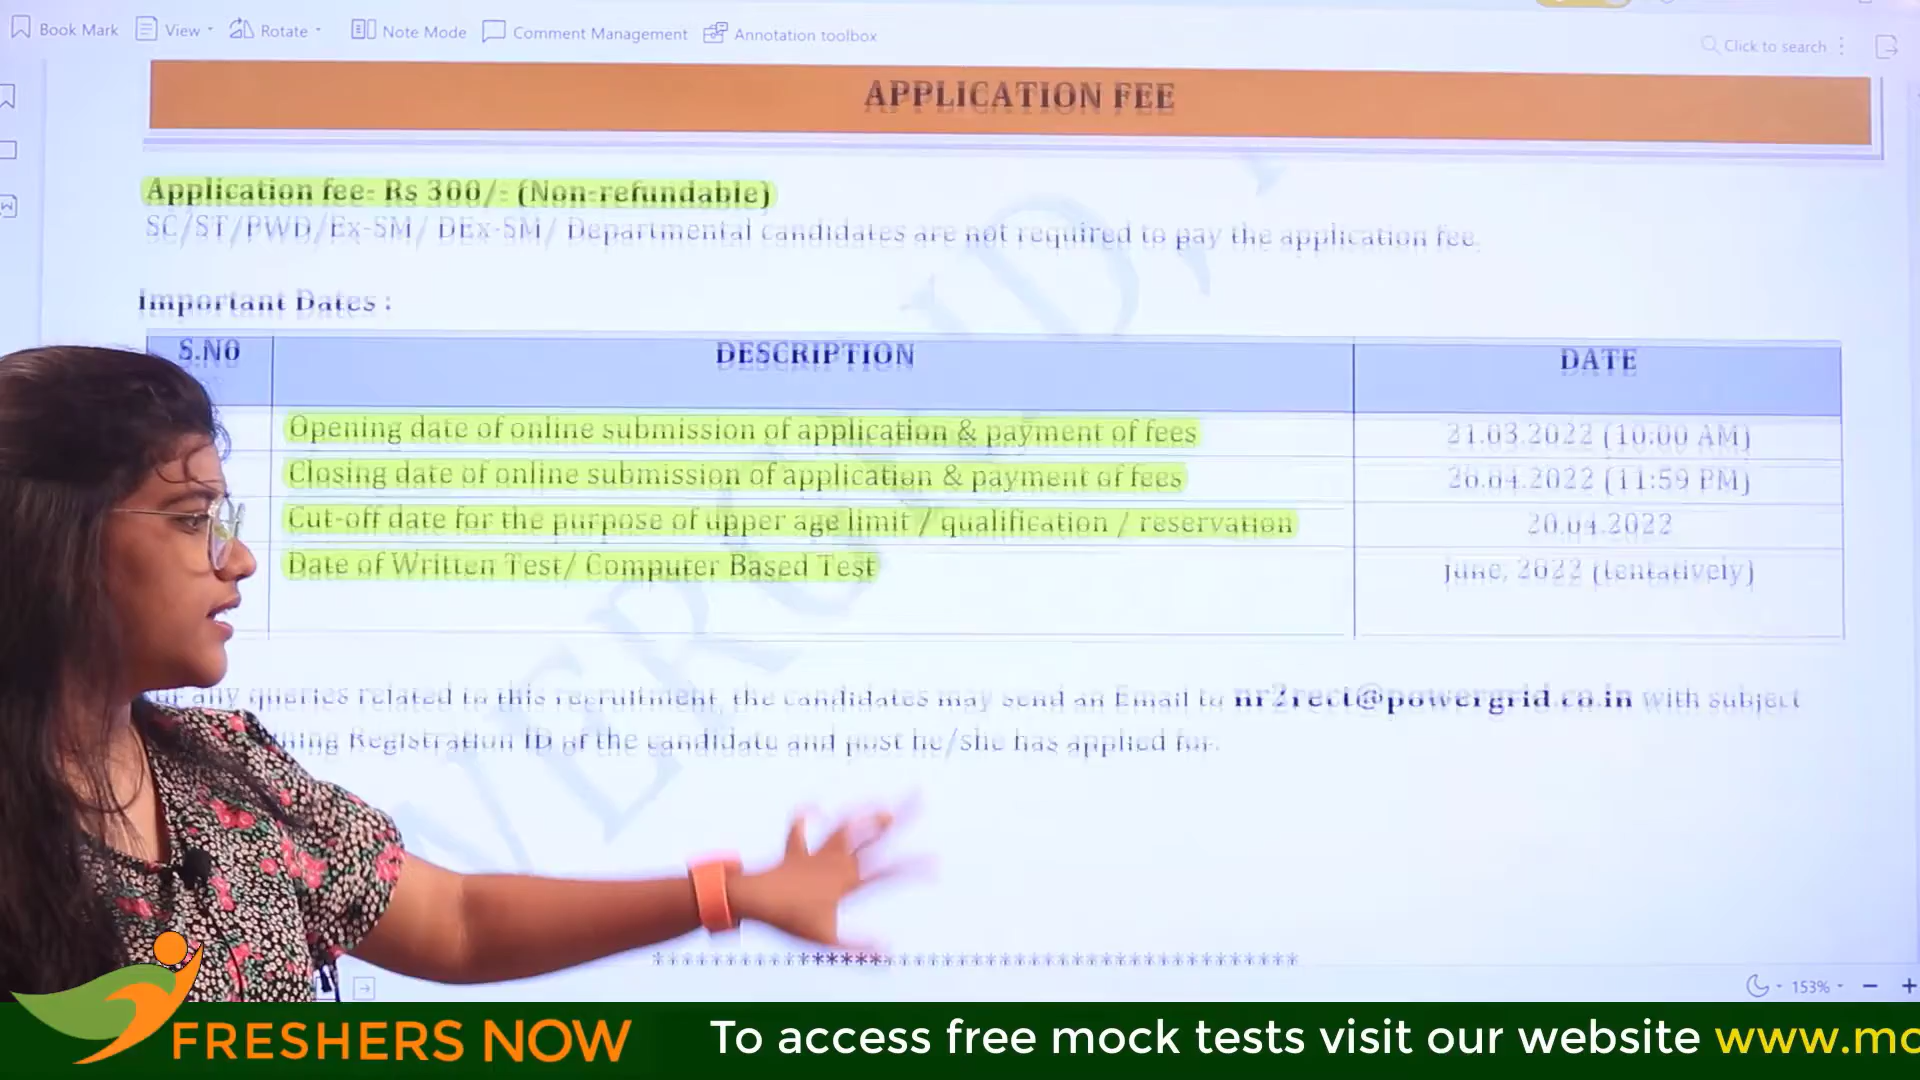 Book Mark View Rotate Note Mode Comment Management Annotation toolbox Click to search
APPLICATION FEE
Application fee- Rs 300/- (Non-refundable)
SC/ST/PWD/Ex-SM/ DEx-SM/ Departmental candidates are not required to pay the application fee.
Important Dates :
S.NO DESCRIPTION DATE
Opening date of online submission of application & payment of fees 21.03.2022 (10:00 AM)
Closing date of online submission of application & payment of fees 20.04.2022 (11:59 PM)
Cut-off date for the purpose of upper age limit / qualification / reservation 20.04.2022
Date of Written Test/ Computer Based Test June, 2022 (tentatively)
any queries related to this recruitment, the candidates may send an Email to nr2rect@powergrid.co.in with subject
Registration ID of the candidate and post he/she has applied for.
********************************************
153%
FRESHERS NOW To access free mock tests visit our website www.mo